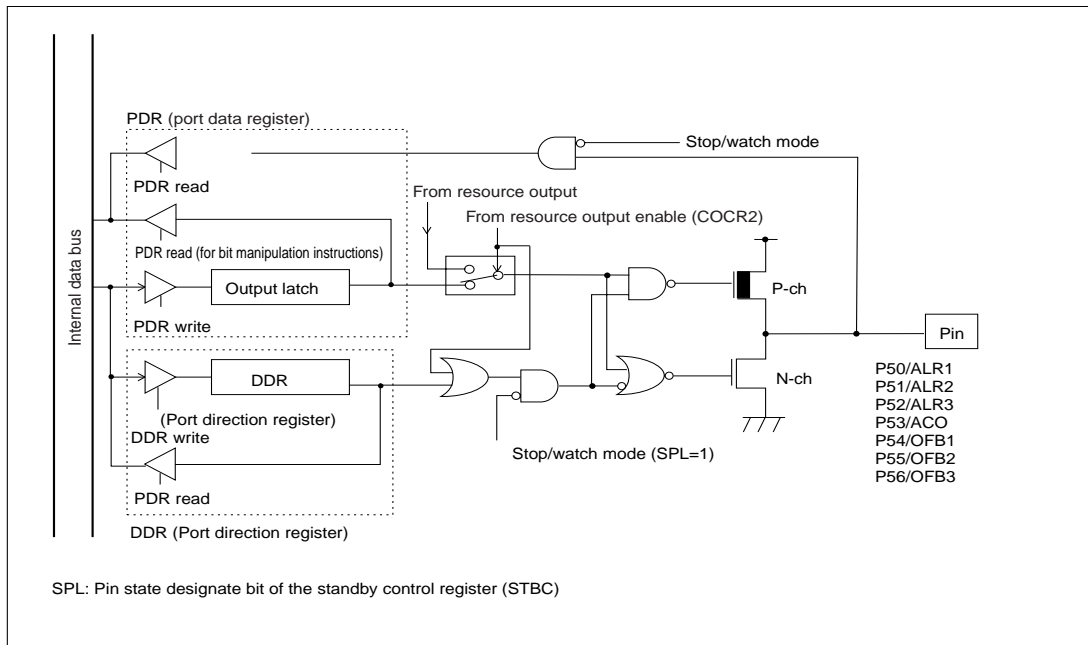 PDR (port data register)
Stop/watch mode
PDR read
From resource output
From resource output enable (COCR2)
Internal data bus
PDR read (for bit manipulation instructions)
Output latch
P-ch
PDR write
Pin
DDR
N-ch
P50/ALR1
P51/ALR2
P52/ALR3
P53/ACO
P54/OFB1
P55/OFB2
P56/OFB3
(Port direction register)
DDR write
Stop/watch mode (SPL=1)
PDR read
DDR (Port direction register)
SPL: Pin state designate bit of the standby control register (STBC)